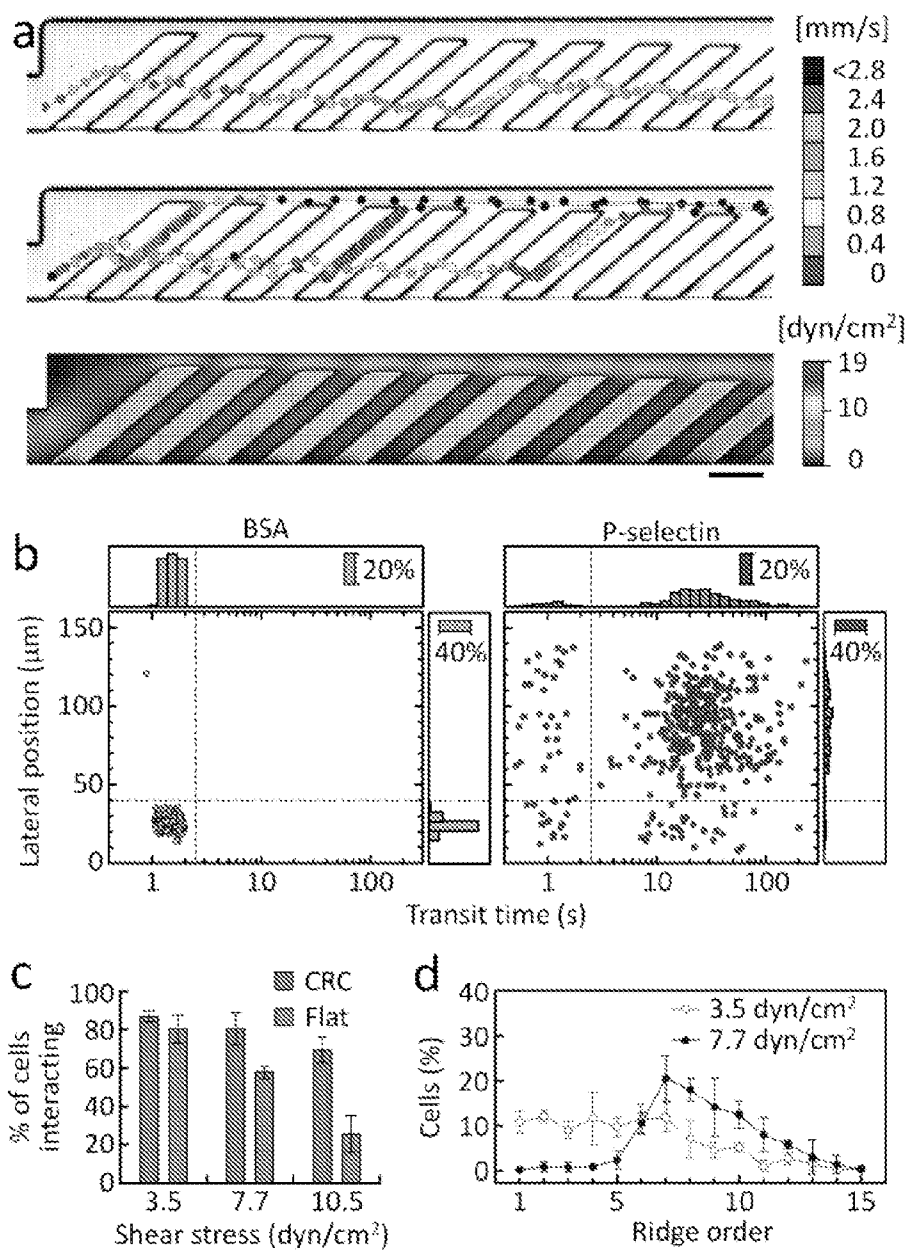 a
[mm/s]
<2.8
2.4
2.0
1.6
1.2
0.8
0.4
0
[dyn/cm²]
19
10
0
b
BSA
P-selectin
20%
20%
40%
40%
Lateral position (μm)
150
100
50
0
1 10 100
1 10 100
Transit time (s)
c
CRC
Flat
% of cells
interacting
100
80
60
40
20
0
3.5 7.7 10.5
Shear stress (dyn/cm²)
d
3.5 dyn/cm²
7.7 dyn/cm²
Cells (%)
40
30
20
10
0
1 5 10 15
Ridge order